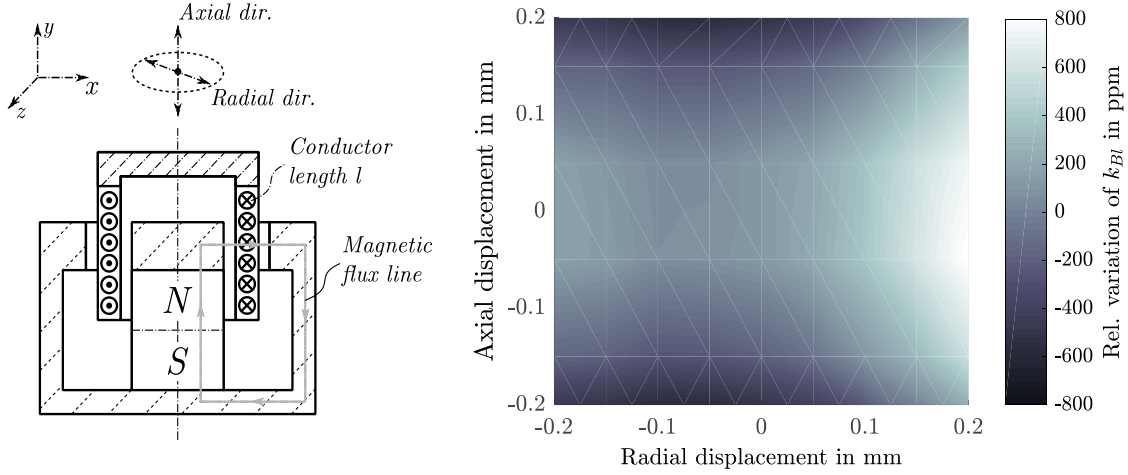 Axial dir.
y
x
z
Radial dir.
Conductor
length l
Magnetic
flux line
N
S
0.2
0.1
0
-0.1
-0.2
Axial displacement in mm
-0.2
-0.1
0
0.1
0.2
Radial displacement in mm
800
600
400
200
0
-200
-400
-600
-800
Rel. variation of k_{Bl} in ppm